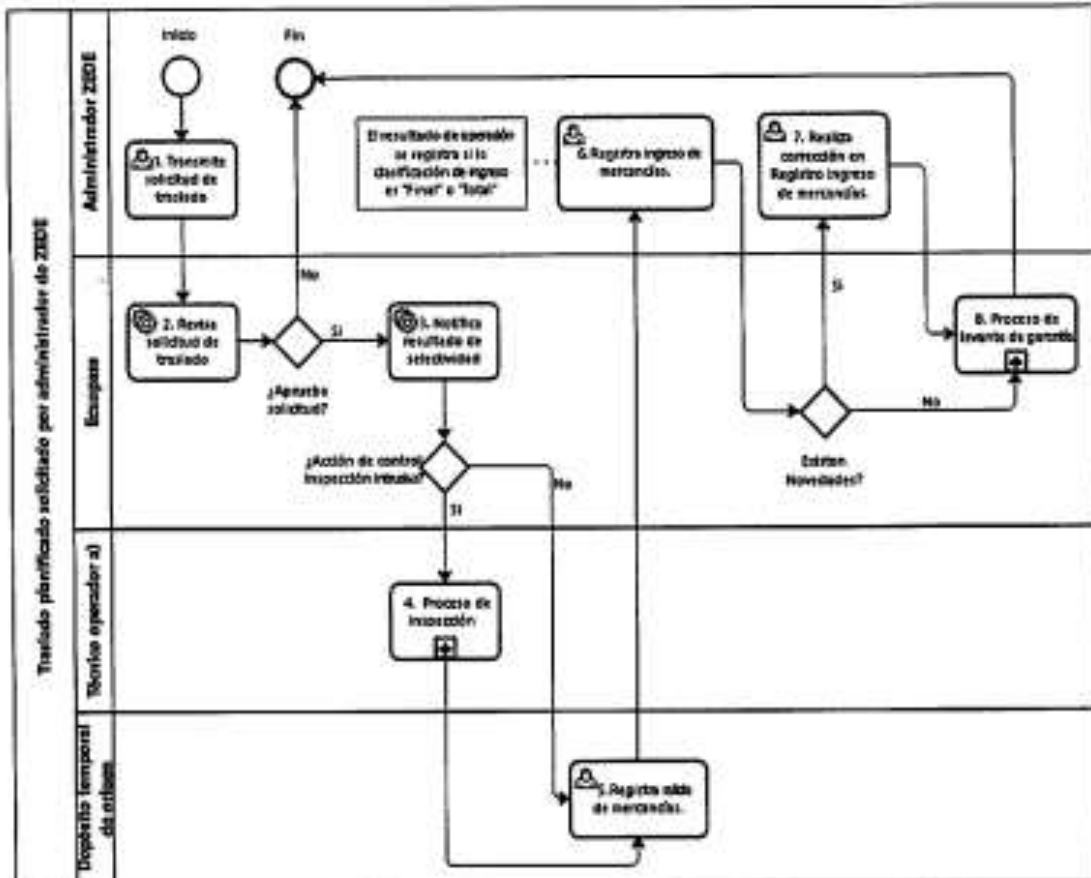 Traslado planificado solicitado por administrador de ZEDE
Administrador ZEDE
Inicio
Fin
1. Transmite
solicitud de
traslado
El resultado de operación
se registra si la
clasificación de ingreso
es "Final" o "Total"
6.Registra ingreso de
mercancías.
7. Realiza
corrección en
Registro ingreso
de mercancías.
Ecuapass
2. Revisa
solicitud de
traslado
No
Si
¿Aprueba
solicitud?
3. Notifica
resultado de
selectividad
¿Acción de control
inspección intrusiva?
No
Si
Si
No
Existen
Novedades?
8. Proceso de
levante de garantía.
Técnico operador a)
4. Proceso de
inspección
Depósito temporal
de origen
5.Registra salida
de mercancías.